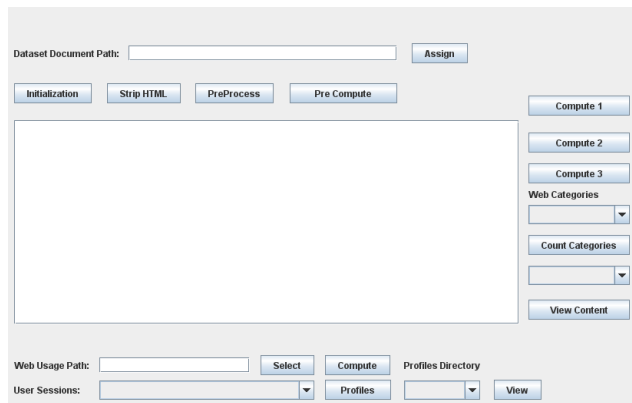 Dataset Document Path: Assign
Initialization Strip HTML PreProcess Pre Compute
Compute 1
Compute 2
Compute 3
Web Categories
Count Categories
View Content
Web Usage Path: Select Compute Profiles Directory
User Sessions: Profiles View